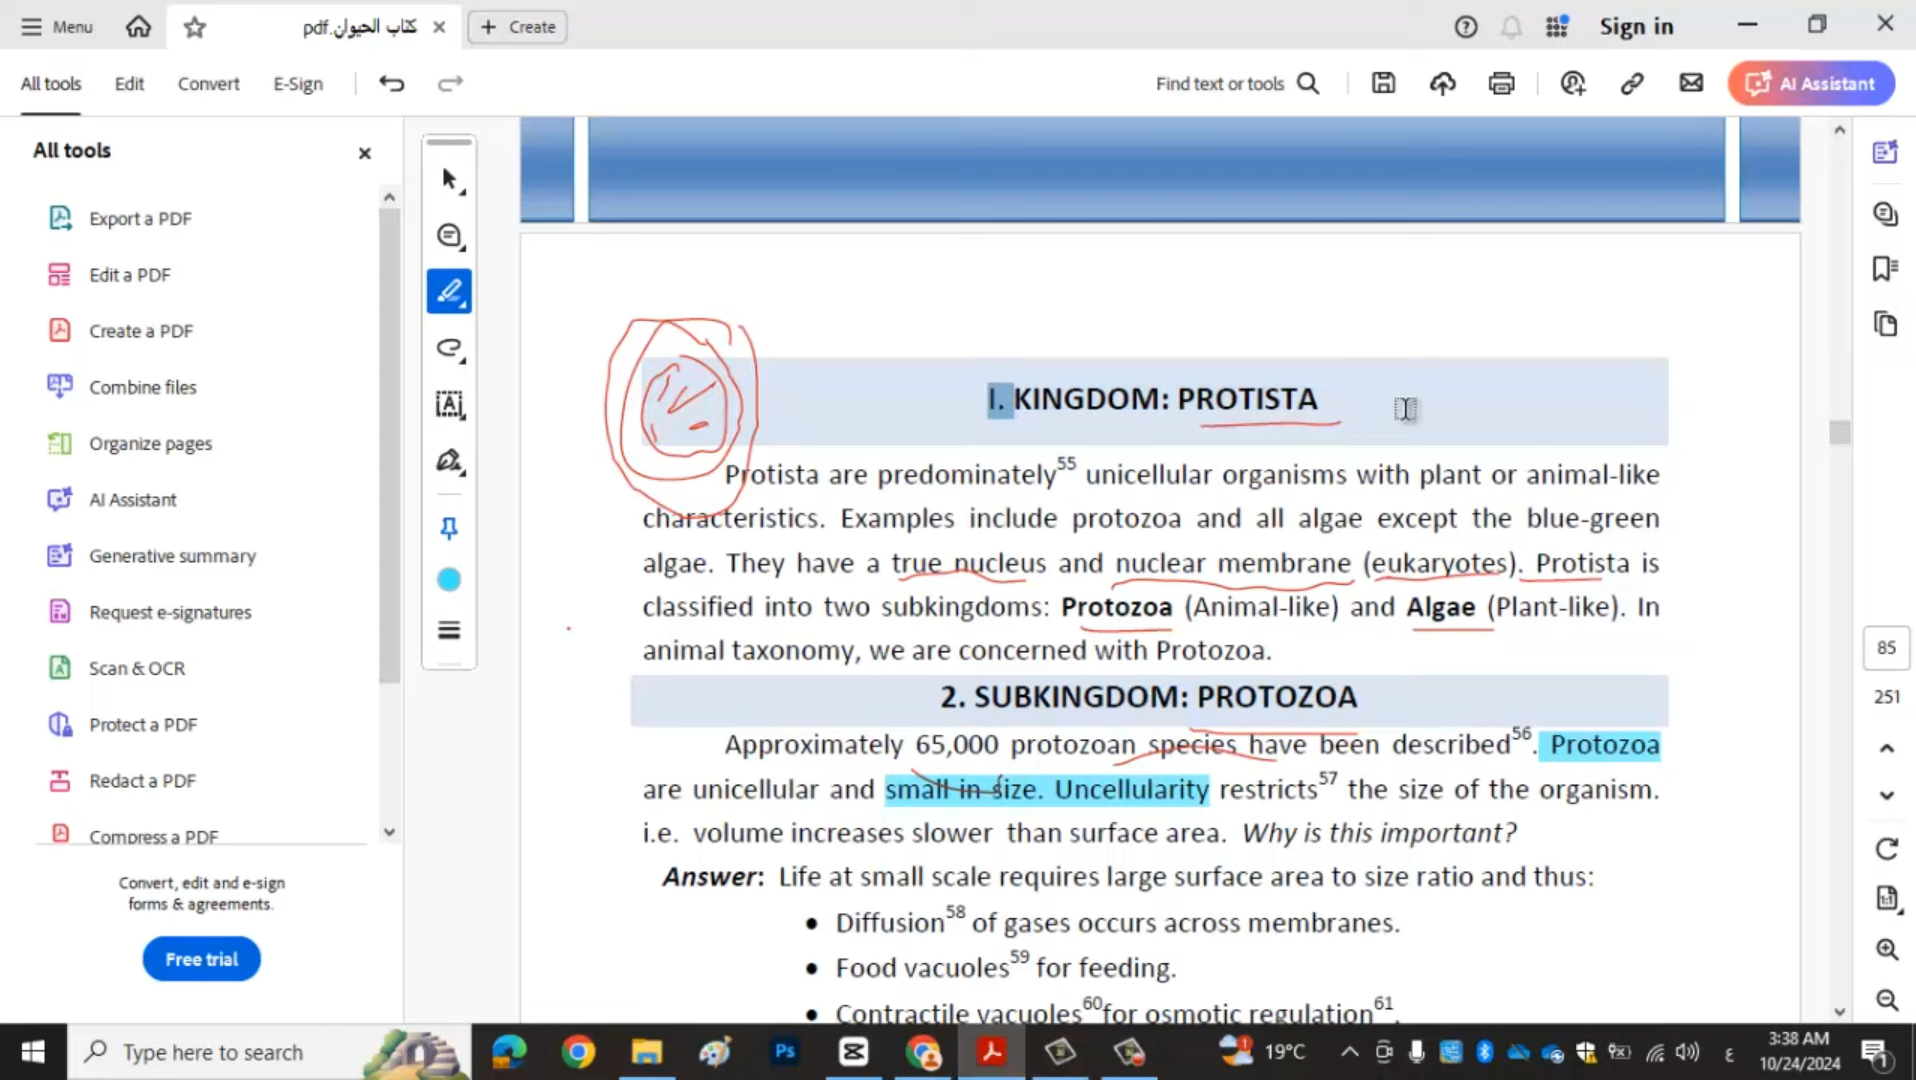 Menu
كتاب الحيوان.pdf
Create
Sign in
All tools
Edit
Convert
E-Sign
Find text or tools
AI Assistant
All tools
Export a PDF
Edit a PDF
Create a PDF
Combine files
Organize pages
AI Assistant
Generative summary
Request e-signatures
Scan & OCR
Protect a PDF
Redact a PDF
Compress a PDF
Convert, edit and e-sign
forms & agreements.
Free trial
I. KINGDOM: PROTISTA
Protista are predominately55 unicellular organisms with plant or animal-like
characteristics. Examples include protozoa and all algae except the blue-green
algae. They have a true nucleus and nuclear membrane (eukaryotes). Protista is
classified into two subkingdoms: Protozoa (Animal-like) and Algae (Plant-like). In
animal taxonomy, we are concerned with Protozoa.
2. SUBKINGDOM: PROTOZOA
Approximately 65,000 protozoan species have been described56. Protozoa
are unicellular and small in size. Uncellularity restricts57 the size of the organism.
i.e. volume increases slower than surface area. Why is this important?
Answer: Life at small scale requires large surface area to size ratio and thus:
• Diffusion58 of gases occurs across membranes.
• Food vacuoles59 for feeding.
• Contractile vacuoles60 for osmotic regulation61.
85
251
Type here to search
Ps
19°C
ع
3:38 AM
10/24/2024
1